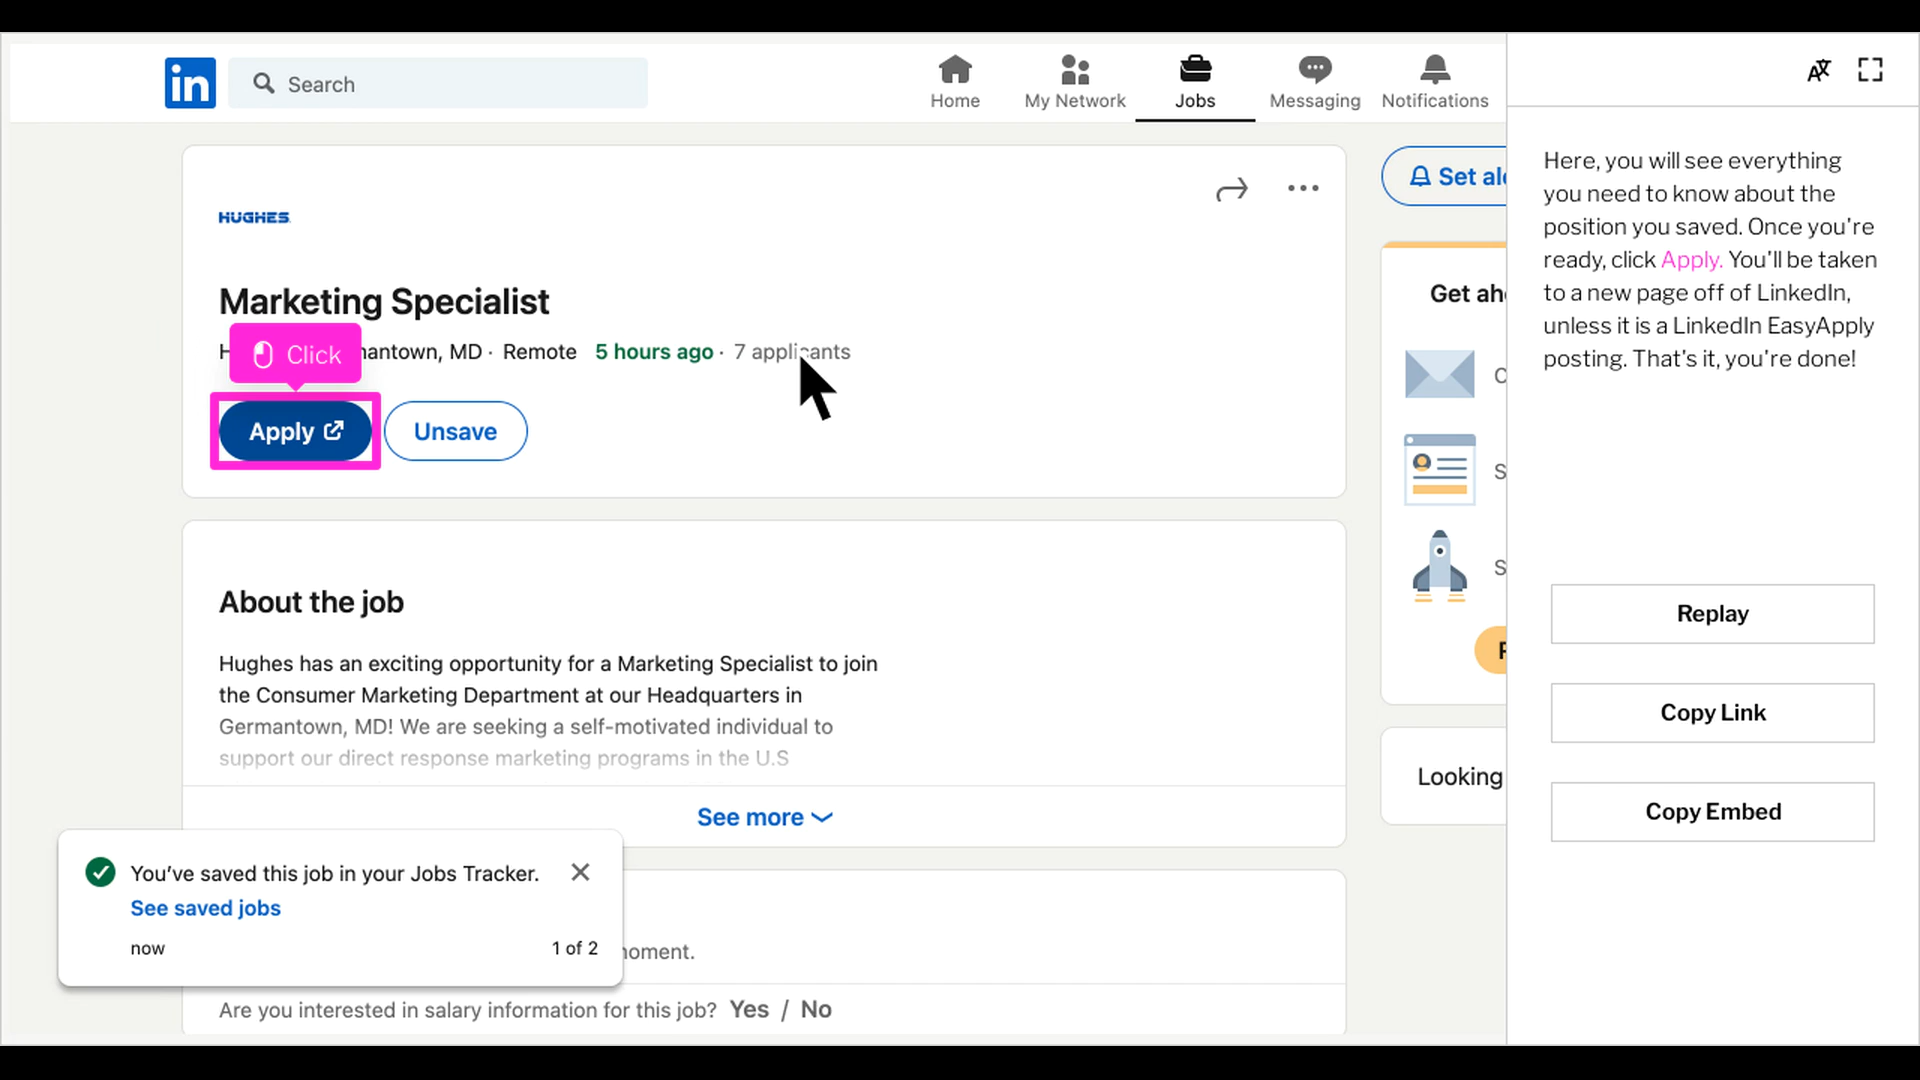 in
Search
Home
My Network
Jobs
Messaging
Notifications
HUGHES
Set
Marketing Specialist
Click
MD · Remote 5 hours ago · 7 applicants
Apply
Unsave
Get
About the job
Hughes has an exciting opportunity for a Marketing Specialist to join
the Consumer Marketing Department at our Headquarters in
Germantown, MD! We are seeking a self-motivated individual to
support our direct response marketing programs in the U.S
See more
Looking
You've saved this job in your Jobs Tracker.
See saved jobs
now
1 of 2
Are you interested in salary information for this job? Yes / No
Here, you will see everything
you need to know about the
position you saved. Once you're
ready, click Apply. You'll be taken
to a new page off of LinkedIn,
unless it is a LinkedIn EasyApply
posting. That's it, you're done!
Replay
Copy Link
Copy Embed